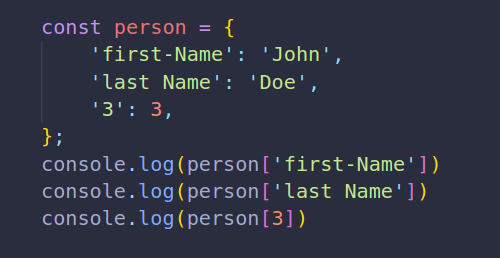 const person = {
    'first-Name': 'John',
    'last Name': 'Doe',
    '3': 3,
};
console.log(person['first-Name'])
console.log(person['last Name'])
console.log(person[3])